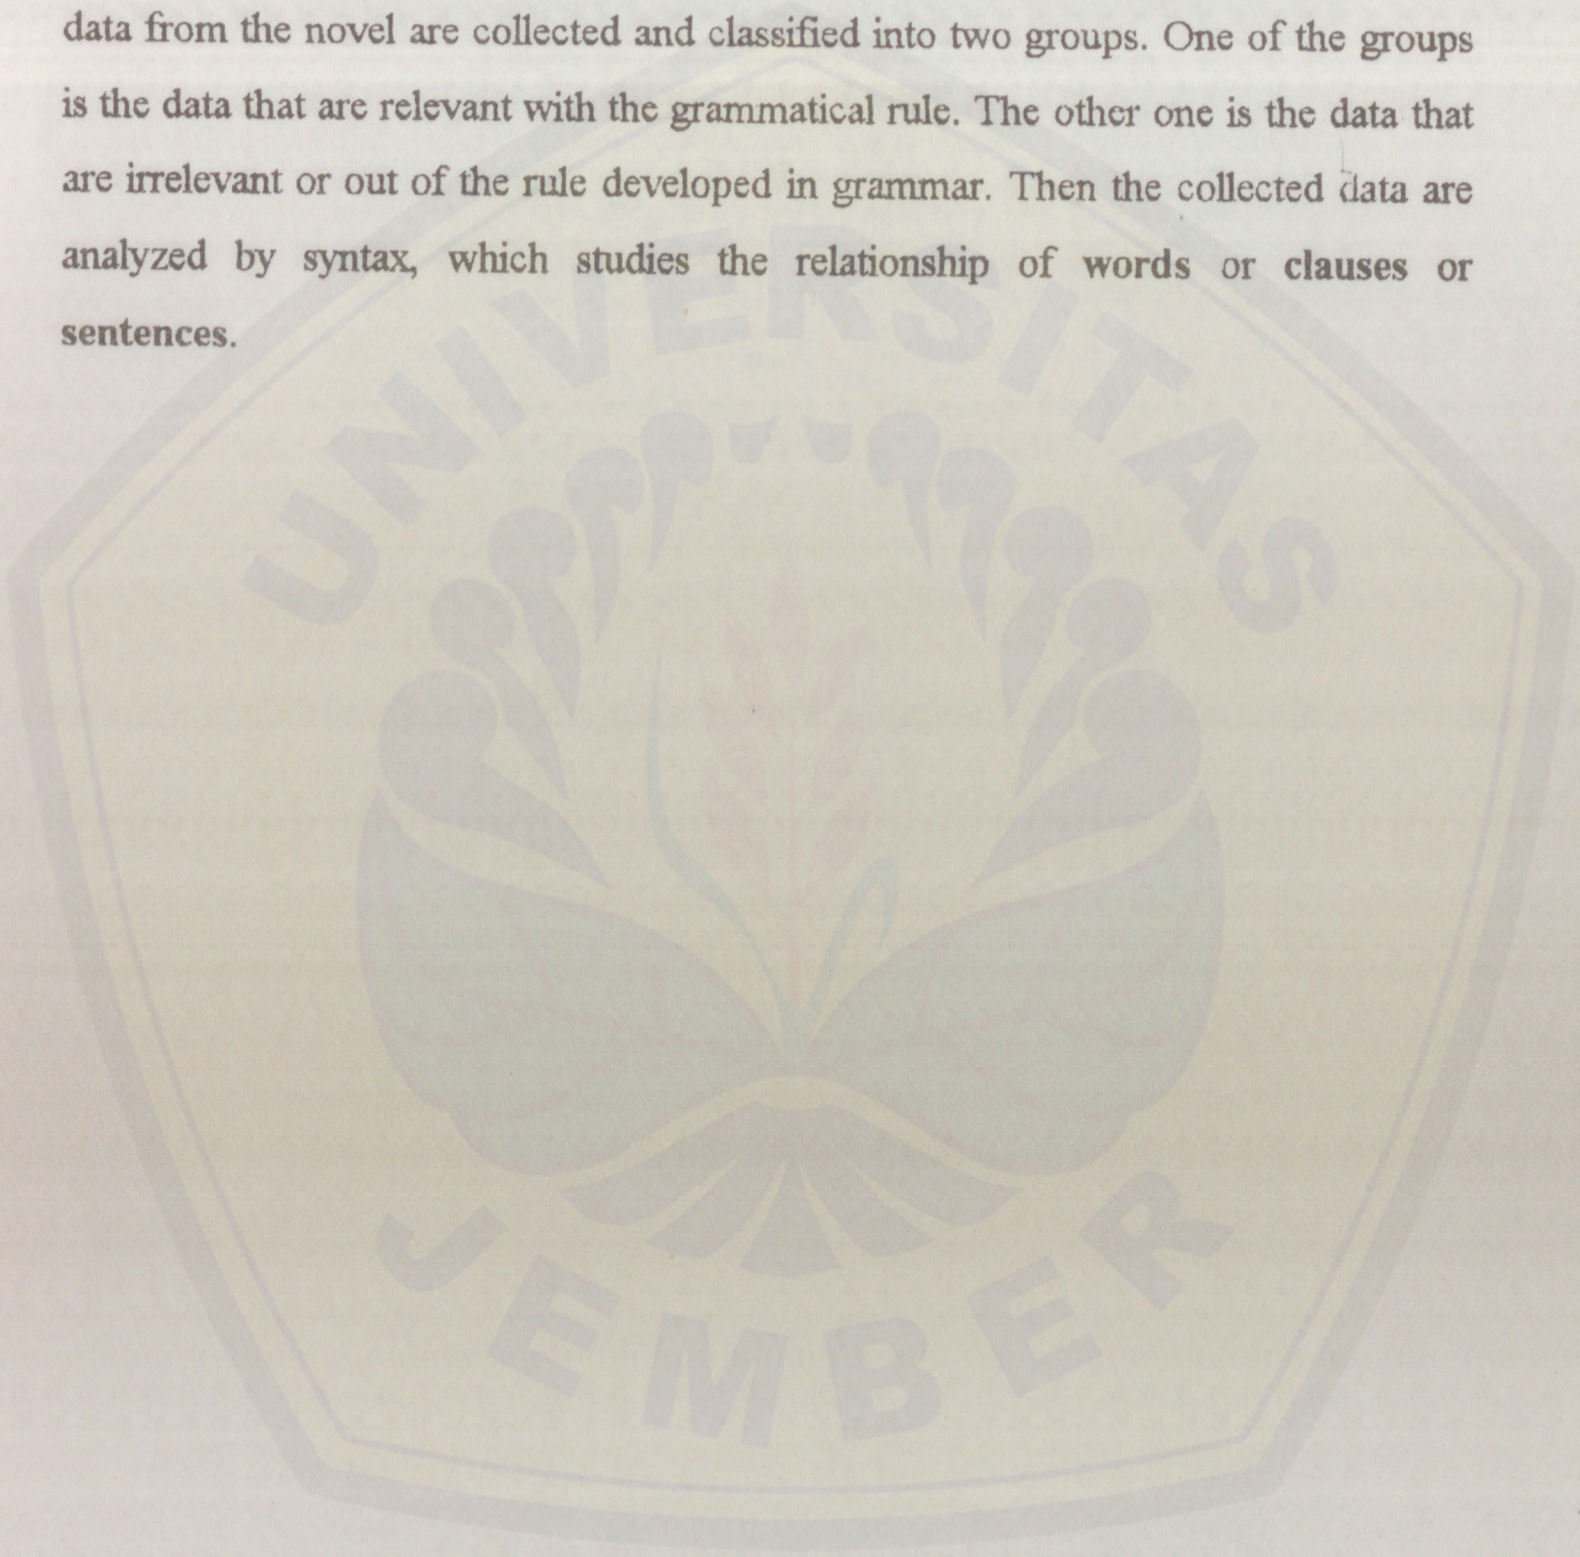 data from the novel are collected and classified into two groups. One of the groups
is the data that are relevant with the grammatical rule. The other one is the data that
are irrelevant or out of the rule developed in grammar. Then the collected data are
analyzed by syntax, which studies the relationship of words or clauses or
sentences.
UNIVERSITAS
JEMBER